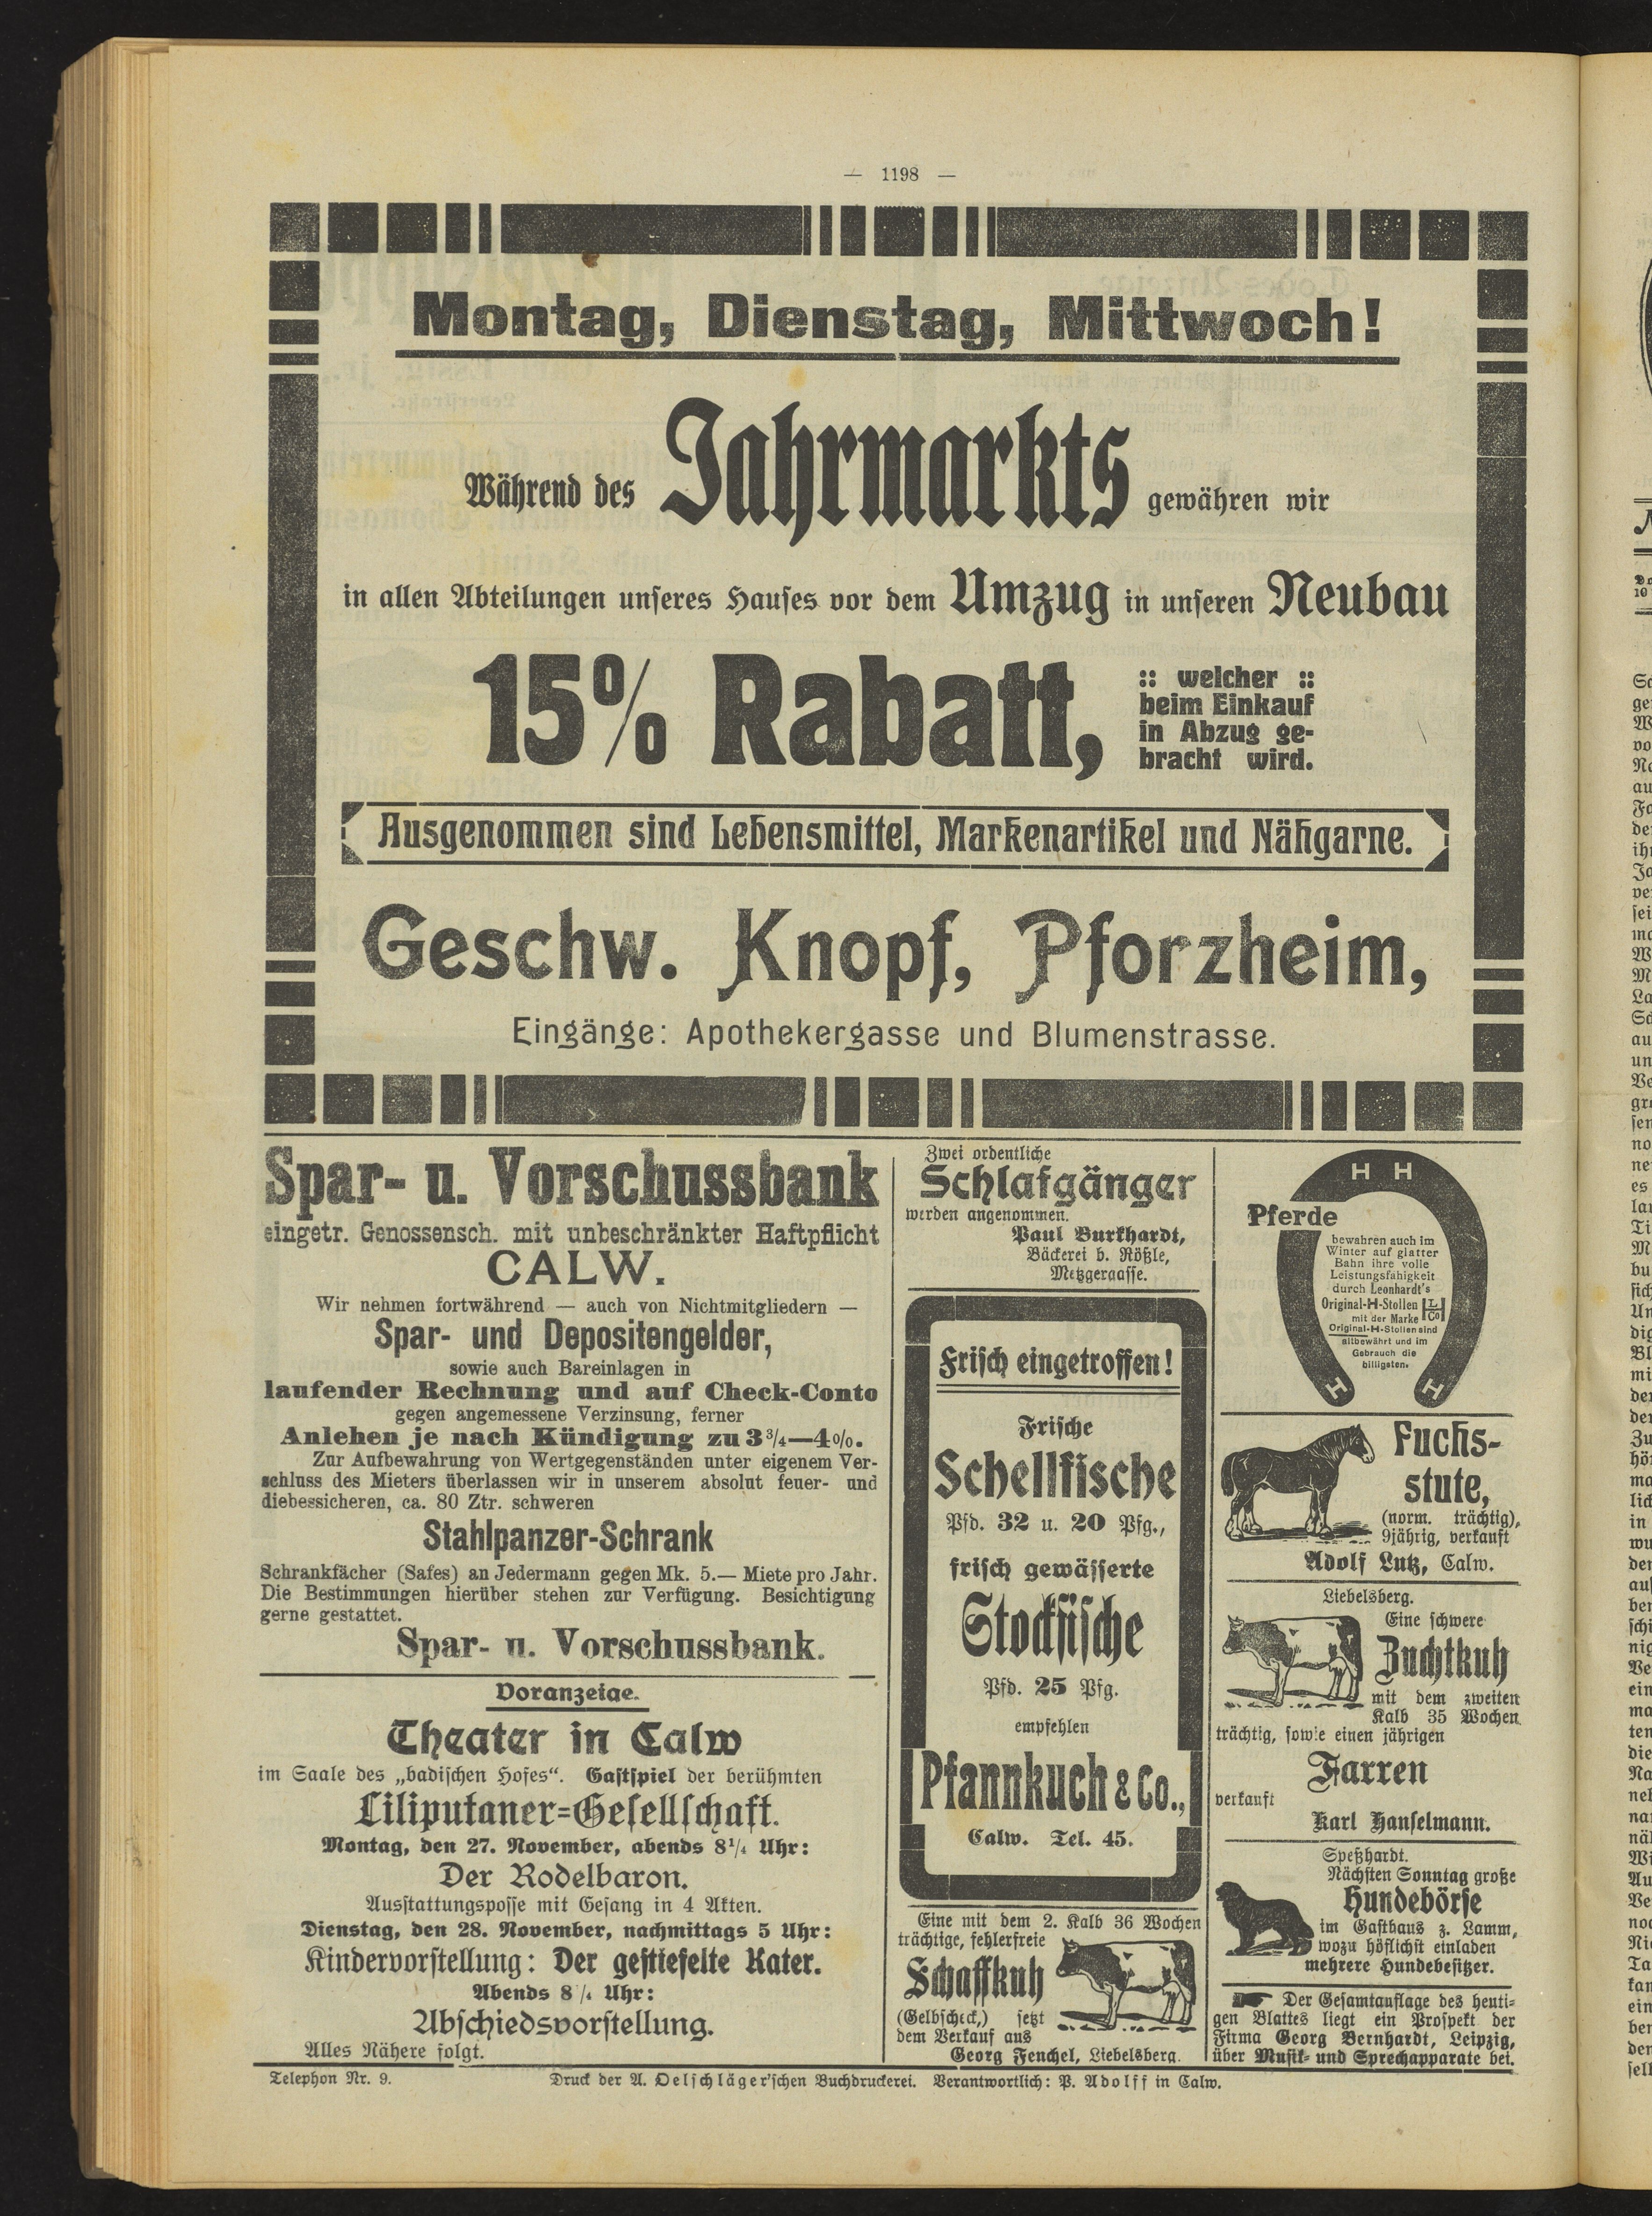 — 1198 —
Montag, Dienstag, Mittwoch!
Während des Jahrmarkts gewähren wir
in allen Abteilungen unseres Hauses vor dem Umzug in unseren Neubau
15% Rabatt,
:: welcher ::
beim Einkauf
in Abzug ge-
bracht wird.
Ausgenommen sind Lebensmittel, Markenartikel und Nähgarne.
Geschw. Knopf, Pforzheim,
Eingänge: Apothekergasse und Blumenstrasse.
Spar- u. Vorschussbank
eingetr. Genossensch. mit unbeschränkter Haftpflicht
CALW.
Wir nehmen fortwährend — auch von Nichtmitgliedern —
Spar- und Depositengelder,
sowie auch Bareinlagen in
laufender Rechnung und auf Check-Conto
gegen angemessene Verzinsung, ferner
Anlehen je nach Kündigung zu 3¾—4%.
Zur Aufbewahrung von Wertgegenständen unter eigenem Ver-
schluss des Mieters überlassen wir in unserem absolut feuer- und
diebessicheren, ca. 80 Ztr. schweren
Stahlpanzer-Schrank
Schrankfächer (Safes) an Jedermann gegen Mk. 5.— Miete pro Jahr.
Die Bestimmungen hierüber stehen zur Verfügung. Besichtigung
gerne gestattet.
Spar- u. Vorschussbank.
Voranzeige.
Theater in Calw
im Saale des „badischen Hofes“. Gastspiel der berühmten
Liliputaner-Gesellschaft.
Montag, den 27. November, abends 8¼ Uhr:
Der Rodelbaron.
Ausstattungsposse mit Gesang in 4 Akten.
Dienstag, den 28. November, nachmittags 5 Uhr:
Kindervorstellung: Der gestiefelte Kater.
Abends 8¼ Uhr:
Abschiedsvorstellung.
Alles Nähere folgt.
Zwei ordentliche
Schlafgänger
werden angenommen.
Paul Burkhardt,
Bäckerei b. Rößle,
Metzgergasse.
Frisch eingetroffen!
Frische
Schellfische
Pfd. 32 u. 20 Pfg.,
frisch gewässerte
Stockfische
Pfd. 25 Pfg.
empfehlen
Pfannkuch & Co.,
Calw. Tel. 45.
Eine mit dem 2. Kalb 36 Wochen
trächtige, fehlerfreie
Schaffkuh
(Gelbscheck,) setzt
dem Verkauf aus
Georg Fenchel, Liebelsberg.
H H
Pferde
bewahren auch im
Winter auf glatter
Bahn ihre volle
Leistungsfähigkeit
durch Leonhardt's
Original-H-Stollen
mit der Marke L Co
Original-H-Stollen sind
altbewährt und im
Gebrauch die
billigsten.
H H
Fuchs-
stute,
(norm. trächtig),
9jährig, verkauft
Adolf Lutz, Calw.
Liebelsberg.
Eine schwere
Zuchtkuh
mit dem zweiten
Kalb 35 Wochen
trächtig, sowie einen jährigen
Farren
verkauft
Karl Hanselmann.
Speßhardt.
Nächsten Sonntag große
Hundebörse
im Gasthaus z. Lamm,
wozu höflichst einladen
mehrere Hundebesitzer.
Der Gesamtauflage des heuti-
gen Blattes liegt ein Prospekt der
Firma Georg Bernhardt, Leipzig,
über Musik- und Sprechapparate bei.
Telephon Nr. 9. Druck der A. Oelschläger'schen Buchdruckerei. Verantwortlich: P. Adolff in Calw.